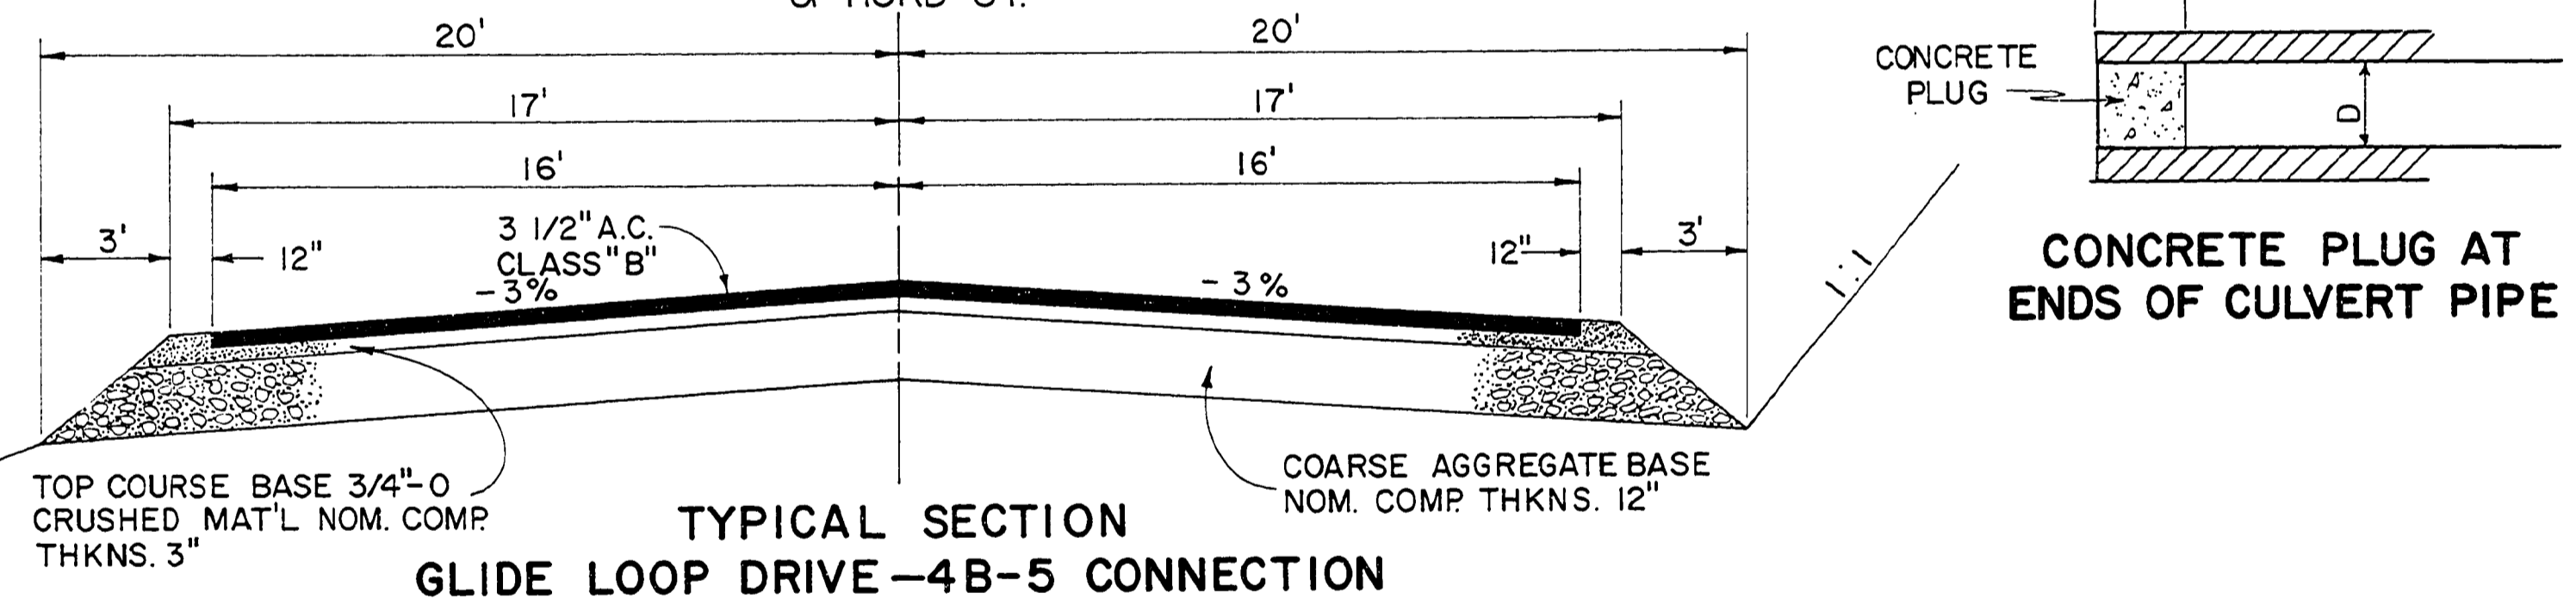 20'
20'
17'
17'
16'
16'
3'
12"
3 1/2" A.C.
CLASS "B"
-3%
-3%
12"
3'
1:1
TOP COURSE BASE 3/4"-0
CRUSHED MAT'L NOM. COMP.
THKNS. 3"
COARSE AGGREGATE BASE
NOM. COMP. THKNS. 12"
TYPICAL SECTION
GLIDE LOOP DRIVE-4B-5 CONNECTION
CONCRETE
PLUG
D
CONCRETE PLUG AT
ENDS OF CULVERT PIPE